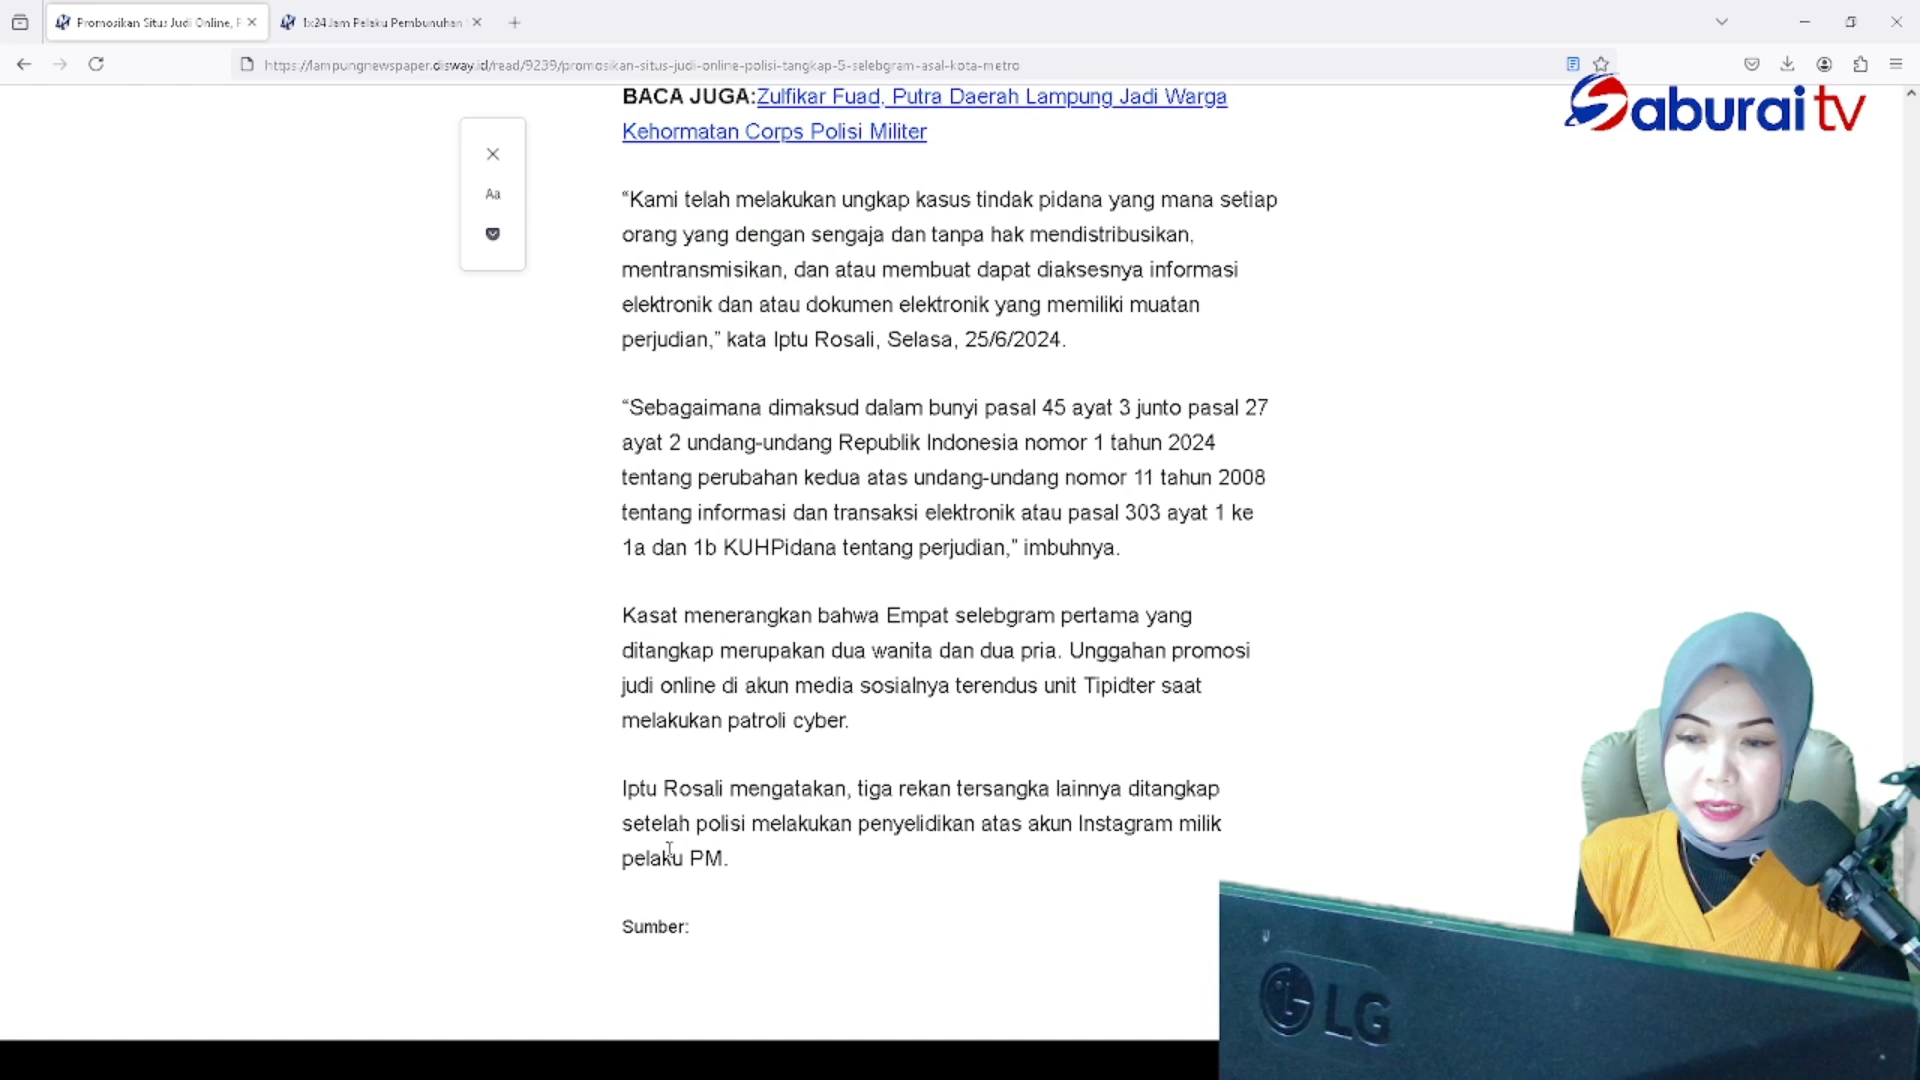 Promosikan Situs Judi Online, P
1x24 Jam Pelaku Pembunuhan
https://lampungnewspaper.disway.id/read/9239/promosikan-situs-judi-online-polisi-tangkap-5-selebgram-asal-kota-metro
Saburai tv
BACA JUGA:Zulfikar Fuad, Putra Daerah Lampung Jadi Warga
Kehormatan Corps Polisi Militer
Aa
“Kami telah melakukan ungkap kasus tindak pidana yang mana setiap
orang yang dengan sengaja dan tanpa hak mendistribusikan,
mentransmisikan, dan atau membuat dapat diaksesnya informasi
elektronik dan atau dokumen elektronik yang memiliki muatan
perjudian,” kata Iptu Rosali, Selasa, 25/6/2024.
“Sebagaimana dimaksud dalam bunyi pasal 45 ayat 3 junto pasal 27
ayat 2 undang-undang Republik Indonesia nomor 1 tahun 2024
tentang perubahan kedua atas undang-undang nomor 11 tahun 2008
tentang informasi dan transaksi elektronik atau pasal 303 ayat 1 ke
1a dan 1b KUHPidana tentang perjudian,” imbuhnya.
Kasat menerangkan bahwa Empat selebgram pertama yang
ditangkap merupakan dua wanita dan dua pria. Unggahan promosi
judi online di akun media sosialnya terendus unit Tipidter saat
melakukan patroli cyber.
Iptu Rosali mengatakan, tiga rekan tersangka lainnya ditangkap
setelah polisi melakukan penyelidikan atas akun Instagram milik
pelaku PM.
Sumber:
LG